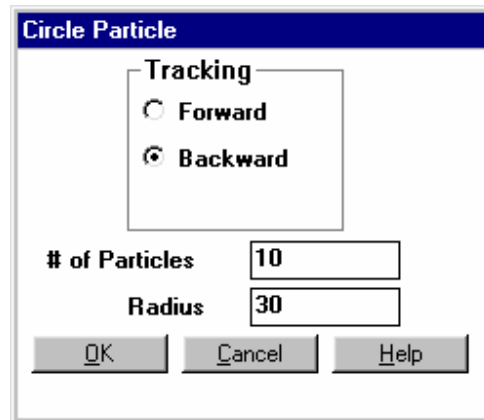 Circle Particle
Tracking
Forward
Backward
# of Particles 10
Radius 30
OK Cancel Help